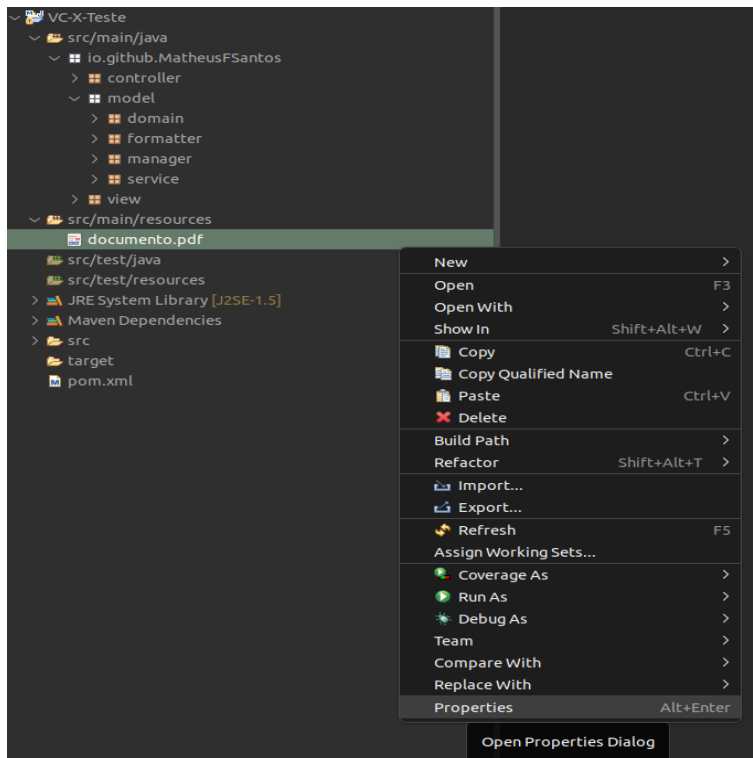 VC-X-Teste
src/main/java
io.github.MatheusFSantos
controller
model
domain
formatter
manager
service
view
src/main/resources
documento.pdf
src/test/java
src/test/resources
JRE System Library [J2SE-1.5]
Maven Dependencies
src
target
pom.xml
New
Open F3
Open With
Show In Shift+Alt+W
Copy Ctrl+C
Copy Qualified Name
Paste Ctrl+V
Delete
Build Path
Refactor Shift+Alt+T
Import...
Export...
Refresh F5
Assign Working Sets...
Coverage As
Run As
Debug As
Team
Compare With
Replace With
Properties Alt+Enter
Open Properties Dialog